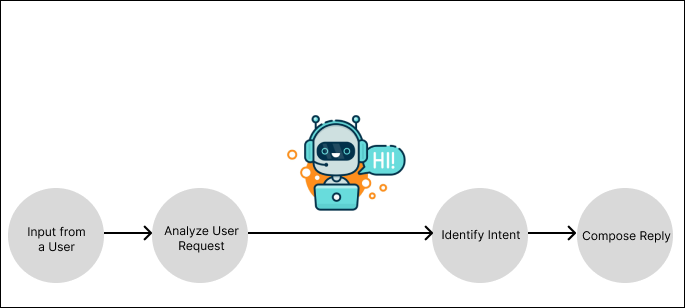 HI!
Input from
a User
Analyze User
Request
Identify Intent
Compose Reply